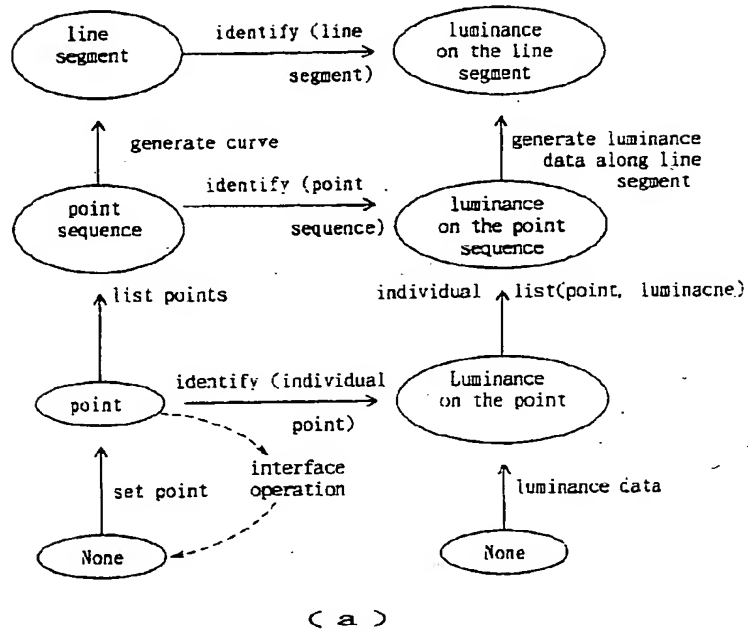 line
segment
identify (line
segment)
luminance
on the line
segment
generate curve
generate luminance
data along line
segment
point
sequence
identify (point
sequence)
luminance
on the point
sequence
list points
individual list(point, luminacne)
point
identify (individual
point)
Luminance
on the point
interface
operation
set point
luminance data
None
None
( a )